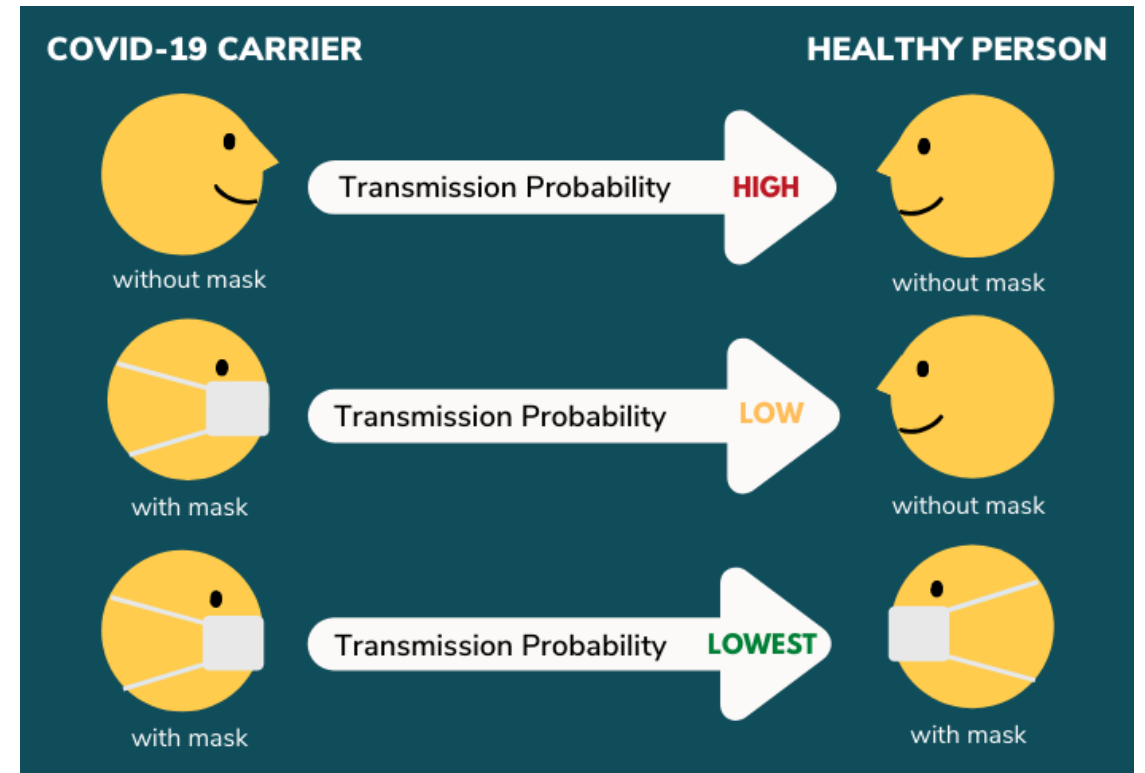 COVID-19 CARRIER
HEALTHY PERSON
Transmission Probability HIGH
without mask
without mask
Transmission Probability LOW
with mask
without mask
Transmission Probability LOWEST
with mask
with mask